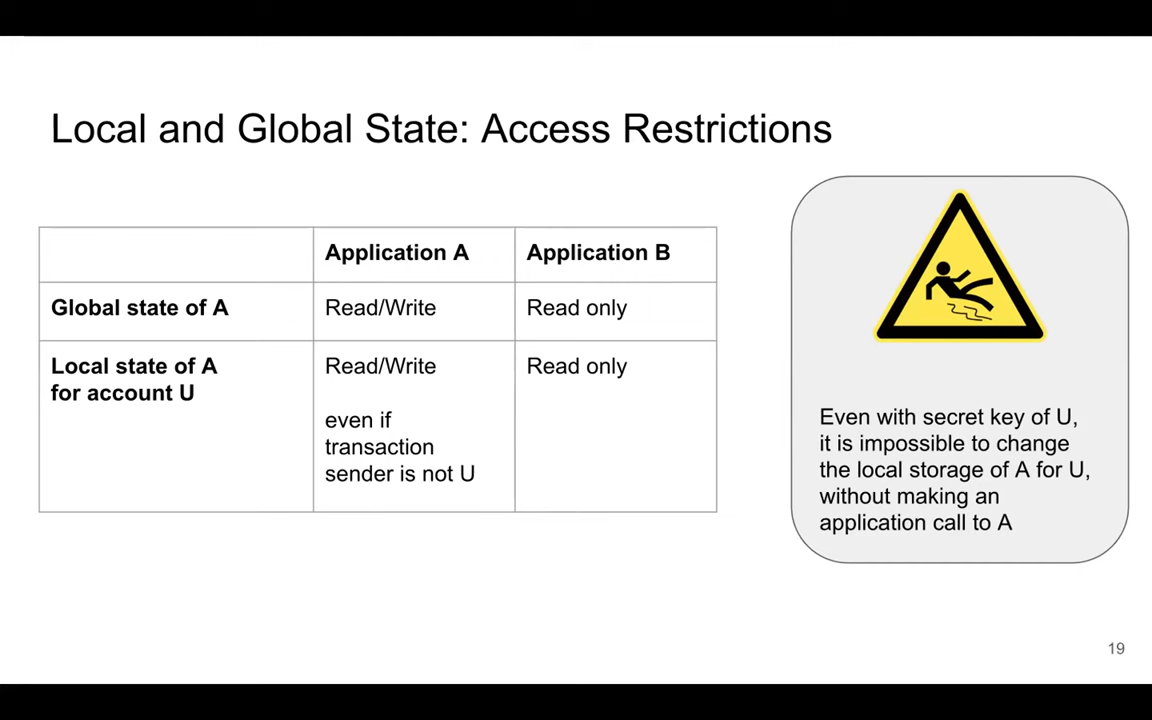 Local and Global State: Access Restrictions
Application A
Application B
Global state of A
Read/Write
Read only
Local state of A
for account U
Read/Write
even if
transaction
sender is not U
Read only
Even with secret key of U,
it is impossible to change
the local storage of A for U,
without making an
application call to A
19